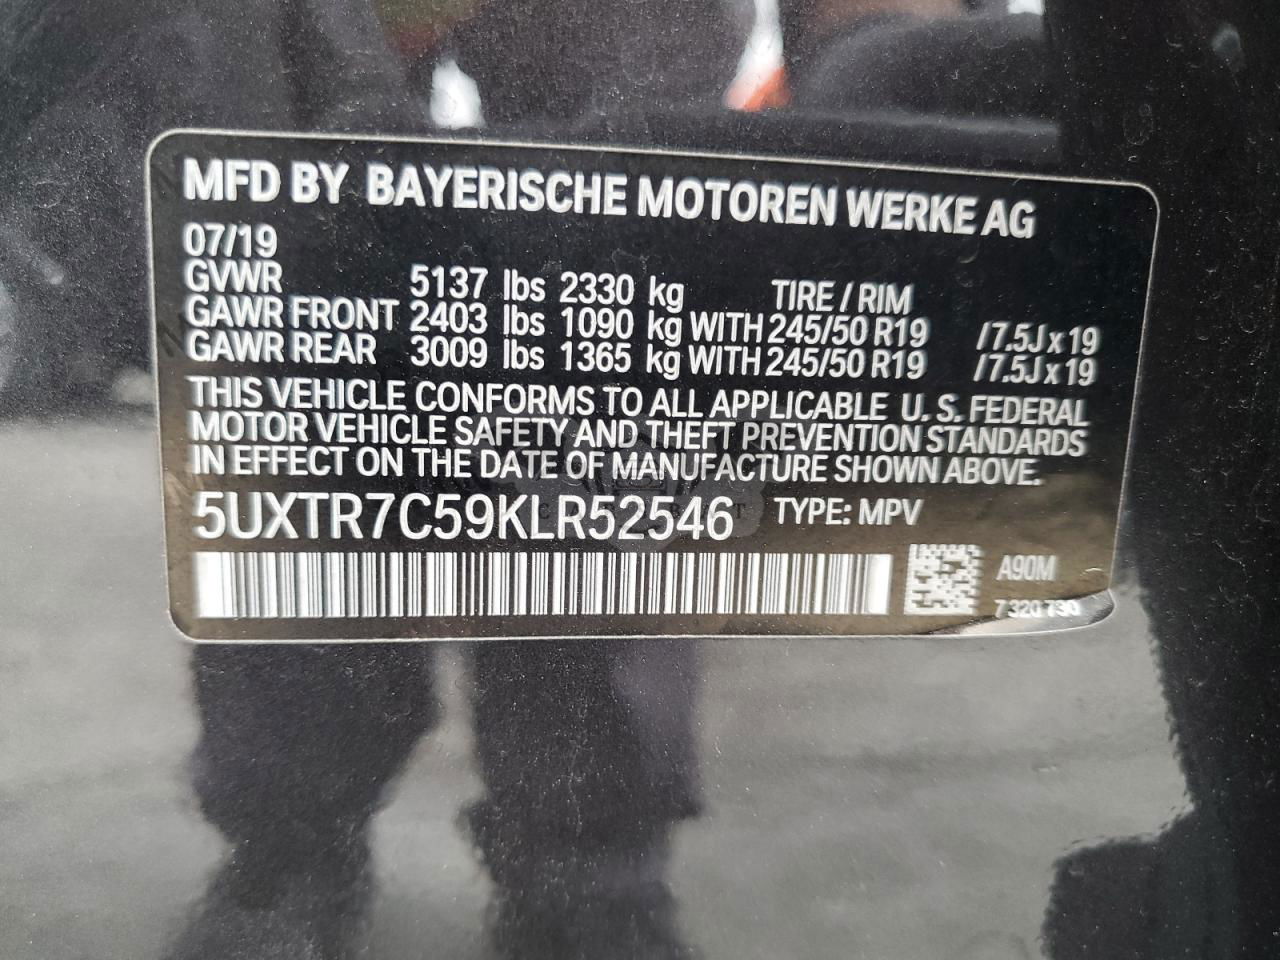 MFD BY BAYERISCHE MOTOREN WERKE AG
07/19
GVWR 5137 lbs 2330 kg TIRE / RIM
GAWR FRONT 2403 lbs 1090 kg WITH 245/50 R19 /7.5J x 19
GAWR REAR 3009 lbs 1365 kg WITH 245/50 R19 /7.5J x 19
THIS VEHICLE CONFORMS TO ALL APPLICABLE U. S. FEDERAL
MOTOR VEHICLE SAFETY AND THEFT PREVENTION STANDARDS
IN EFFECT ON THE DATE OF MANUFACTURE SHOWN ABOVE.
5UXTR7C59KLR52546 TYPE: MPV
A90M
7320730